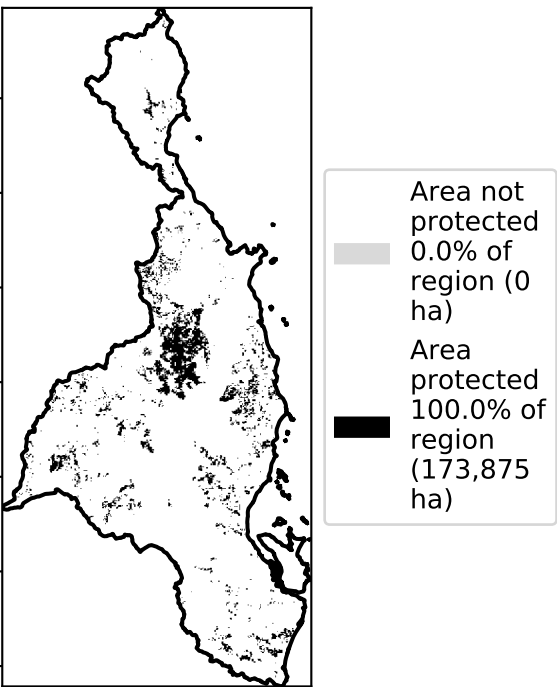 Area not
protected
0.0% of
region (0
ha)
Area
protected
100.0% of
region
(173,875
ha)